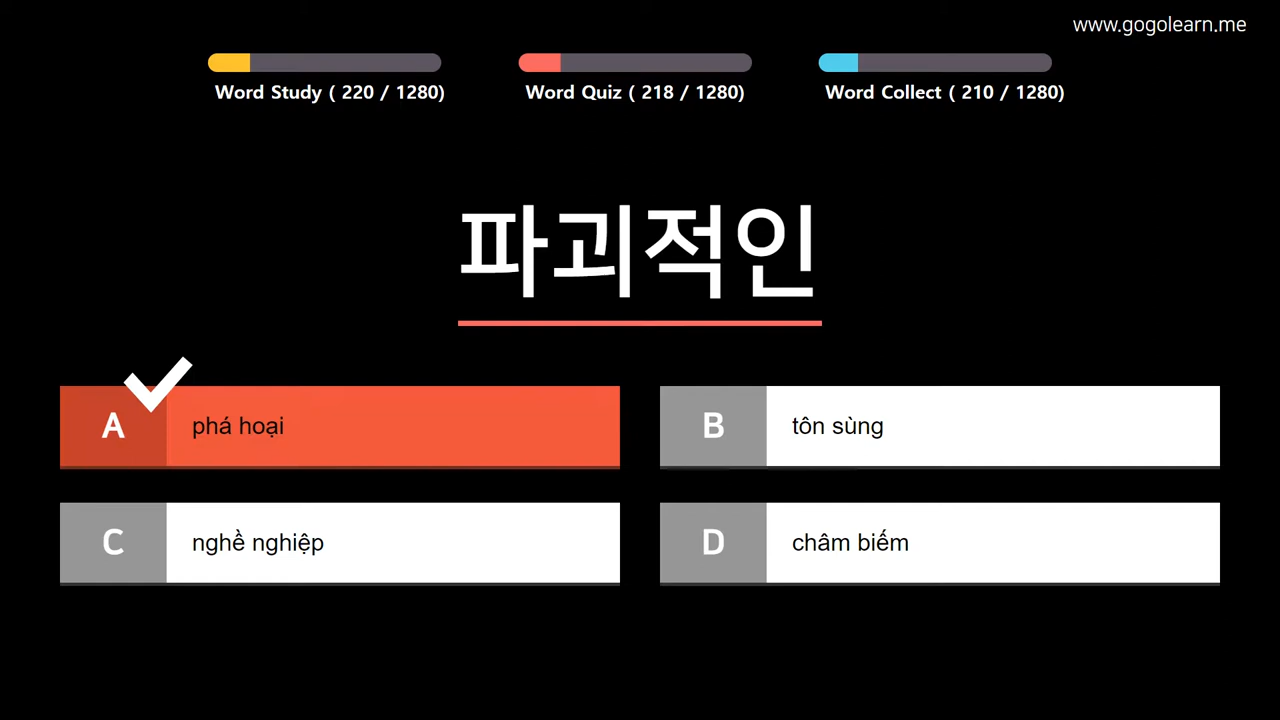 www.gogolearn.me
Word Study ( 220 / 1280)
Word Quiz ( 218 / 1280)
Word Collect ( 210 / 1280)
파괴적인
A
phá hoại
B
tôn sùng
C
nghề nghiệp
D
châm biếm